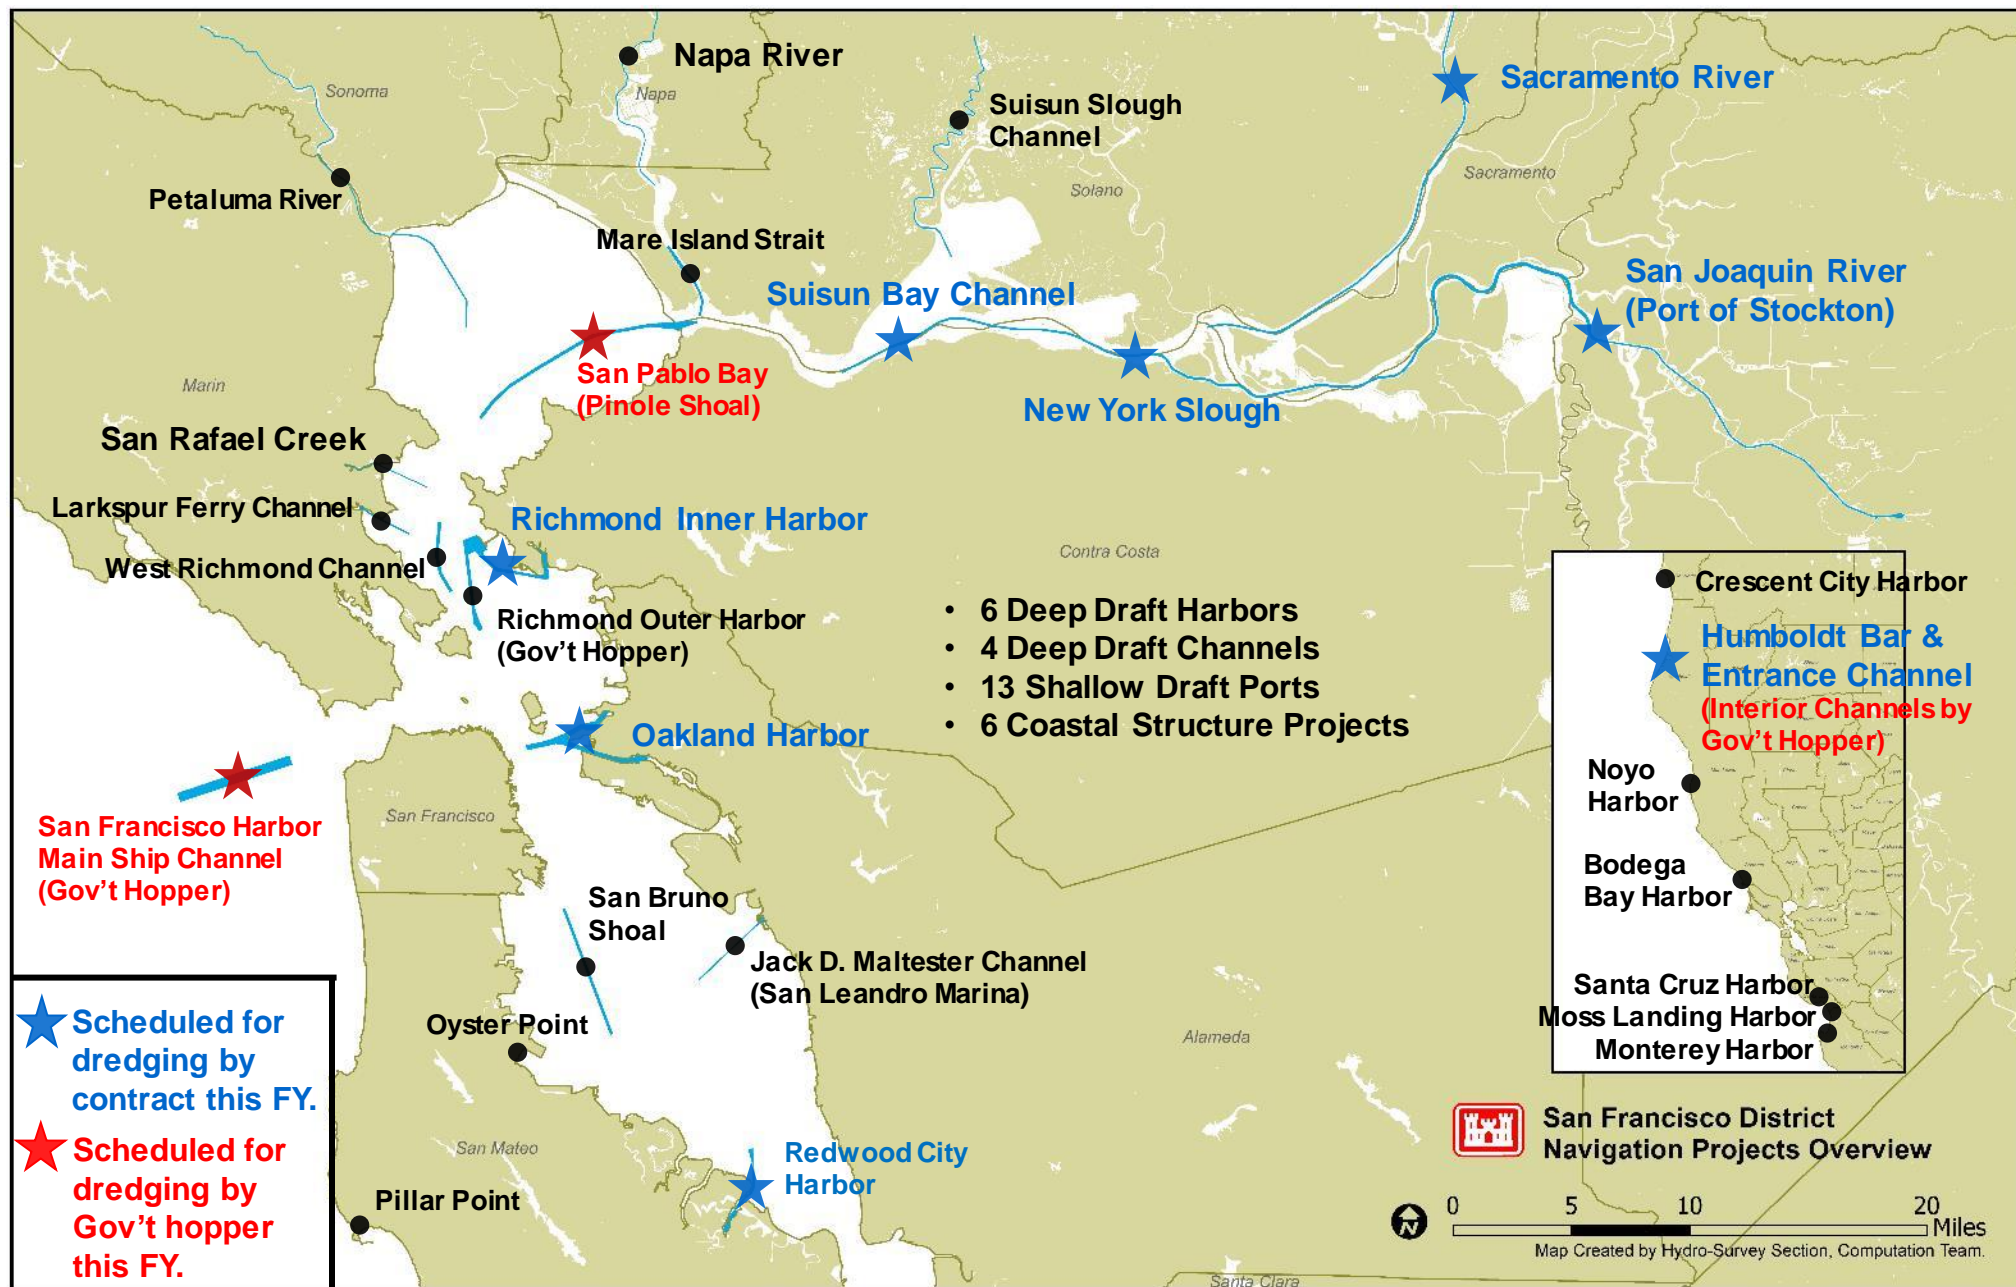 Napa River
Sonoma
Napa
Suisun Slough
Channel
Sacramento River
Petaluma River
Solano
Sacramento
Mare Island Strait
Suisun Bay Channel
San Joaquin River
(Port of Stockton)
San Pablo Bay
(Pinole Shoal)
Marin
New York Slough
San Rafael Creek
Larkspur Ferry Channel
Richmond Inner Harbor
West Richmond Channel
Contra Costa
Richmond Outer Harbor
(Gov't Hopper)
• 6 Deep Draft Harbors
• 4 Deep Draft Channels
• 13 Shallow Draft Ports
• 6 Coastal Structure Projects
Oakland Harbor
San Francisco
San Francisco Harbor
Main Ship Channel
(Gov't Hopper)
San Bruno
Shoal
Jack D. Maltester Channel
(San Leandro Marina)
Oyster Point
Alameda
San Mateo
Redwood City
Harbor
Pillar Point
Santa Clara
Crescent City Harbor
Humboldt Bar &
Entrance Channel
(Interior Channels by
Gov't Hopper)
Noyo
Harbor
Bodega
Bay Harbor
Santa Cruz Harbor
Moss Landing Harbor
Monterey Harbor
Scheduled for
dredging by
contract this FY.
Scheduled for
dredging by
Gov't hopper
this FY.
San Francisco District
Navigation Projects Overview
N
0 5 10 20
Miles
Map Created by Hydro-Survey Section, Computation Team.